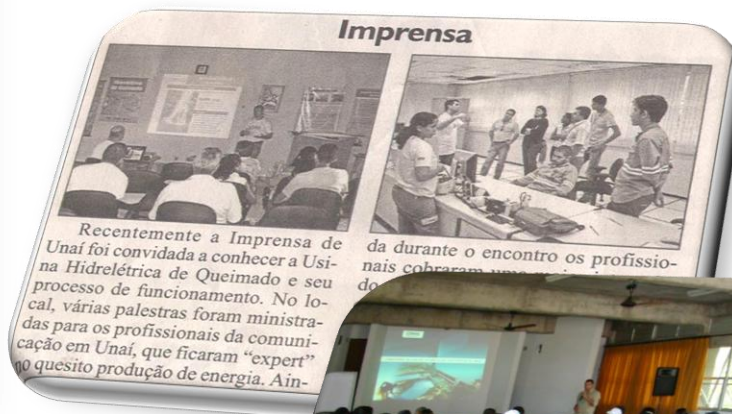 Imprensa
Recentemente a Imprensa de
Unaí foi convidada a conhecer a Usi-
na Hidrelétrica de Queimado e seu
processo de funcionamento. No lo-
cal, várias palestras foram ministra-
das para os profissionais da comuni-
cação em Unaí, que ficaram “expert”
no quesito produção de energia. Ain-
da durante o encontro os profissio-
nais cobraram uma
do